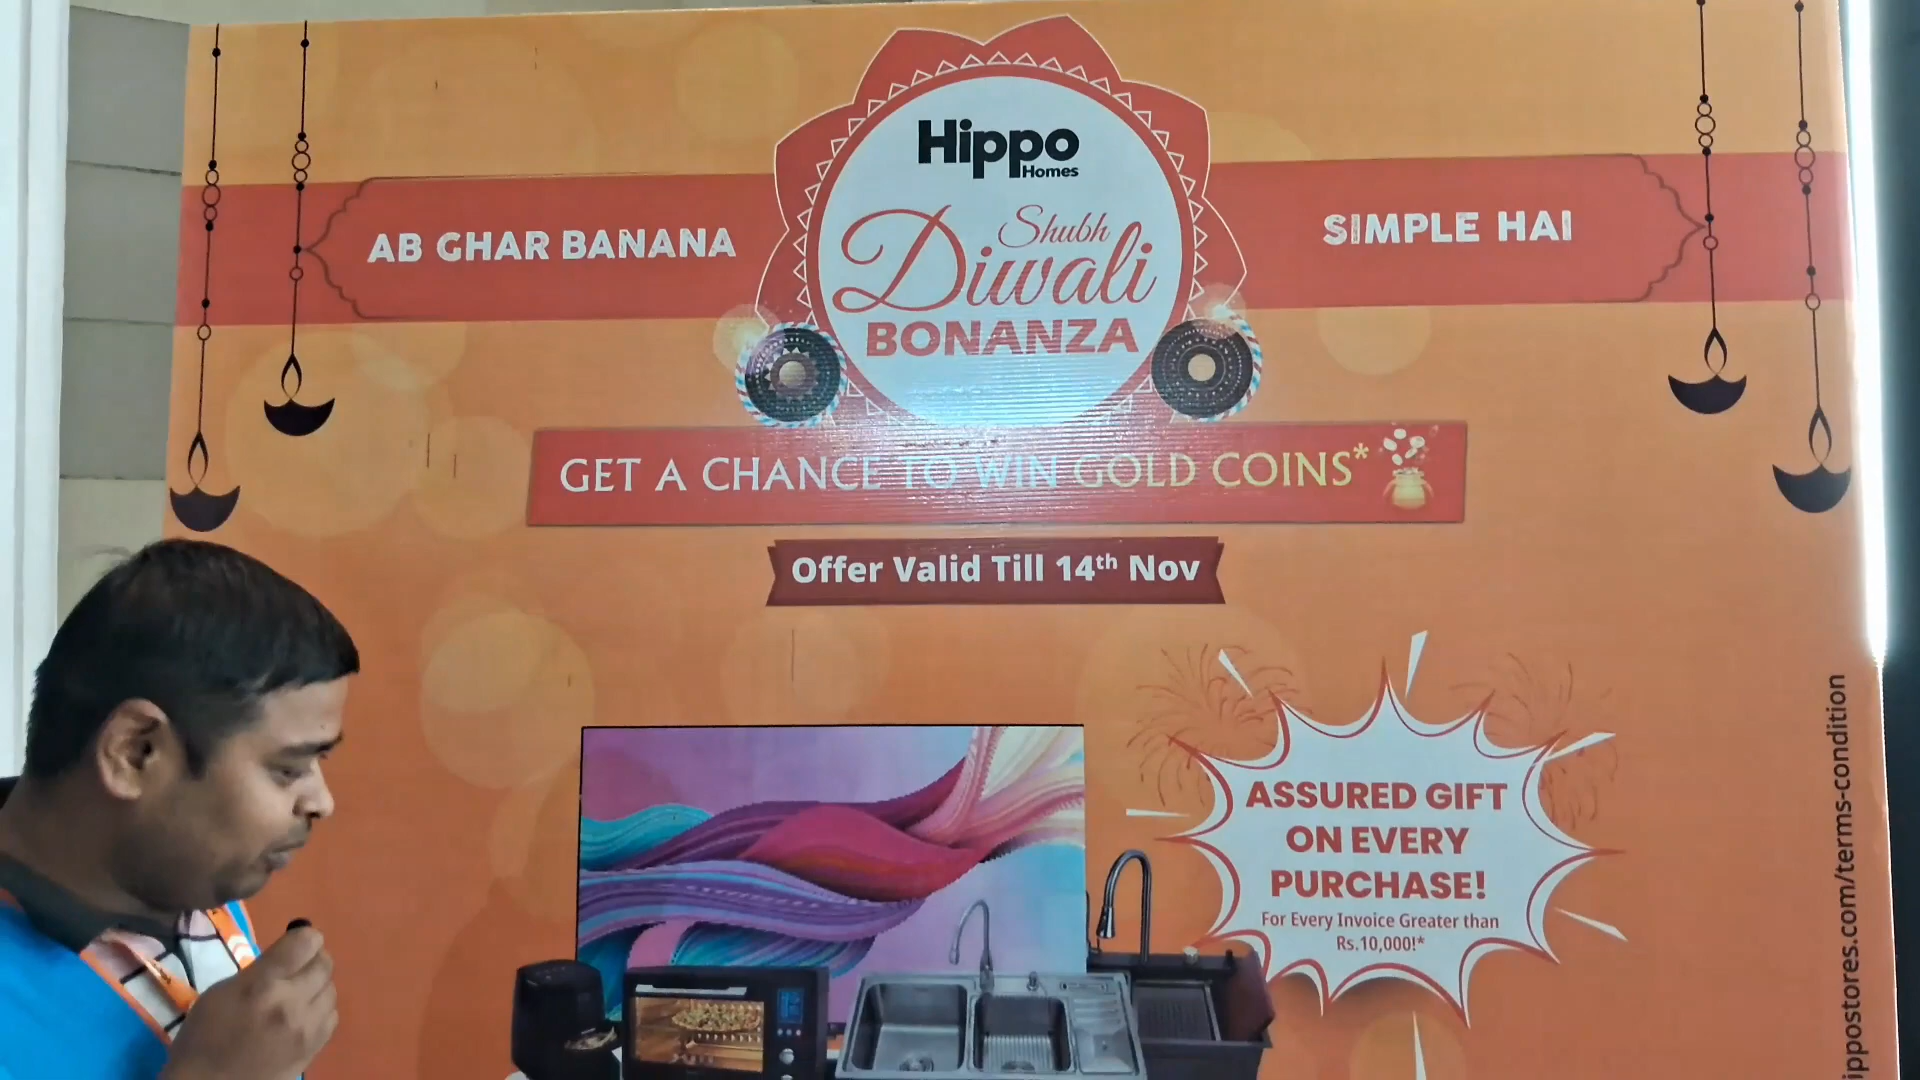 Hippo
Homes
AB GHAR BANANA
Shubh
Diwali
BONANZA
SIMPLE HAI
GET A CHANCE TO WIN GOLD COINS*
Offer Valid Till 14th Nov
ASSURED GIFT
ON EVERY
PURCHASE!
For Every Invoice Greater than
Rs.10,000!*
ippostores.com/terms-condition